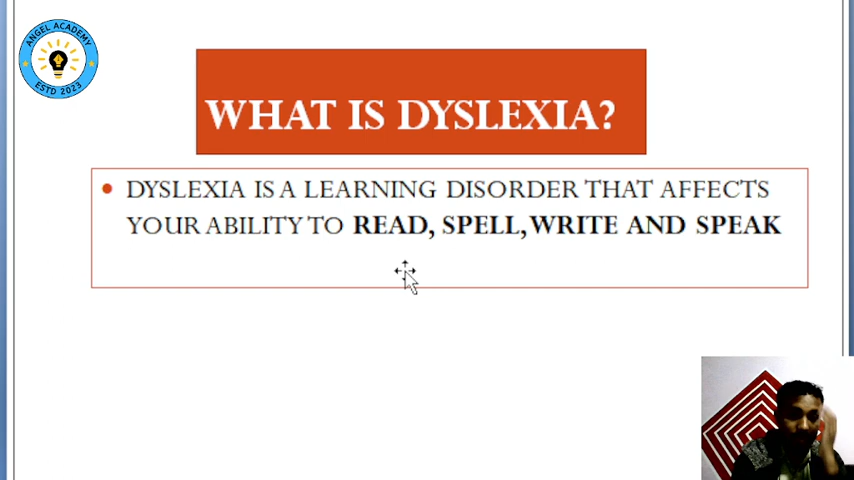 ANGEL ACADEMY
ESTD 2023
WHAT IS DYSLEXIA?
DYSLEXIA IS A LEARNING DISORDER THAT AFFECTS
YOUR ABILITY TO READ, SPELL, WRITE AND SPEAK